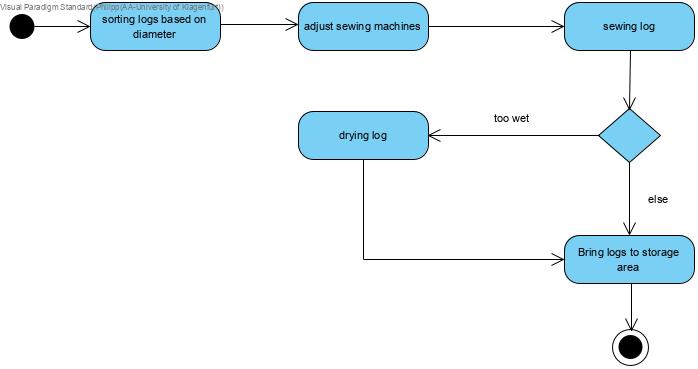 Visual Paradigm Standard(Philipp(AA-University of Klagenfurt))
sorting logs based on
diameter
adjust sewing machines
sewing log
too wet
drying log
else
Bring logs to storage
area